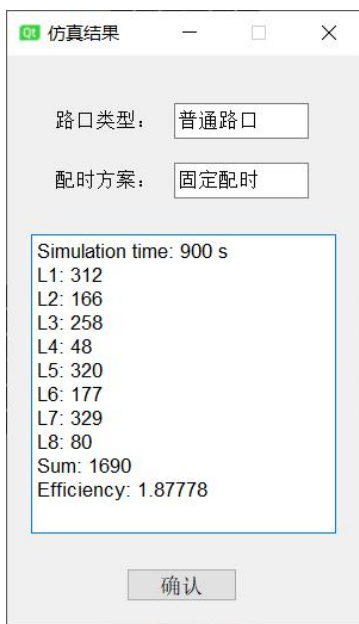 Qt 仿真结果
路口类型： 普通路口
配时方案： 固定配时
Simulation time: 900 s
L1: 312
L2: 166
L3: 258
L4: 48
L5: 320
L6: 177
L7: 329
L8: 80
Sum: 1690
Efficiency: 1.87778
确认